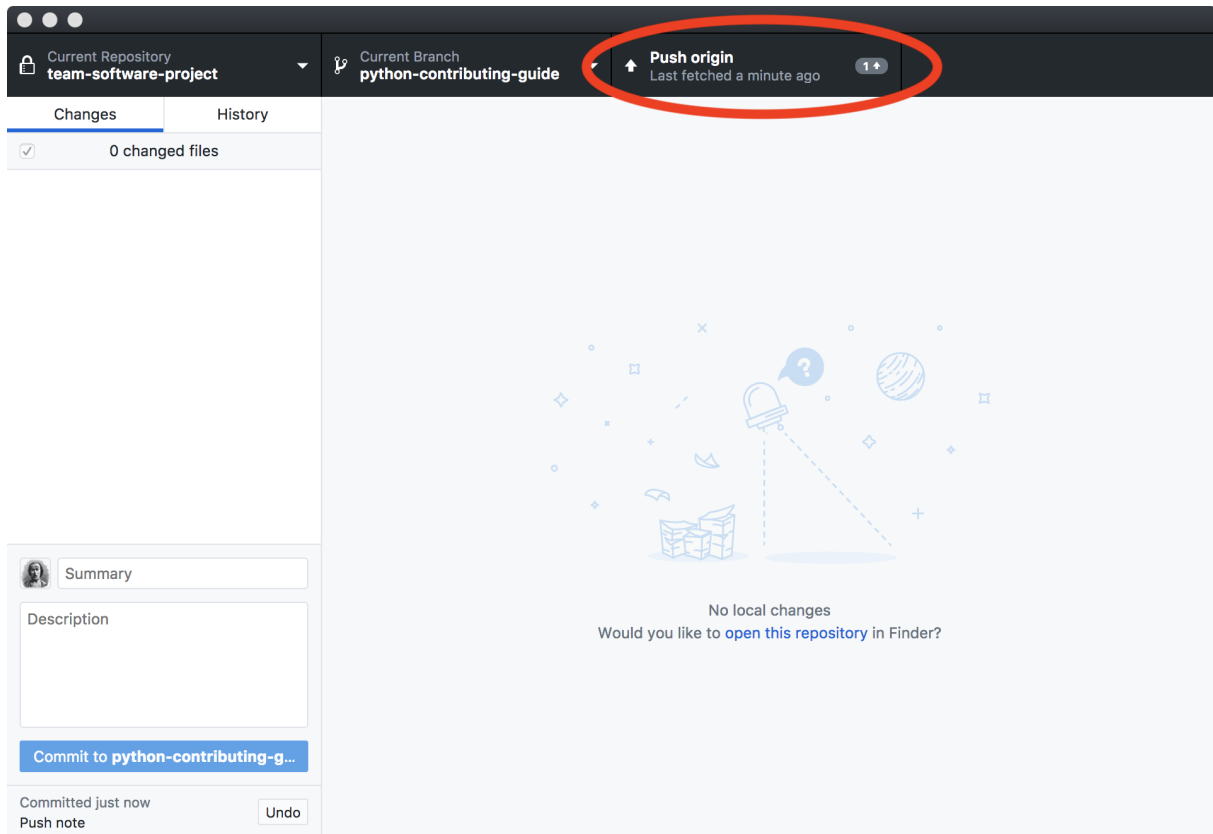 Current Repository
team-software-project
Current Branch
python-contributing-guide
Push origin
Last fetched a minute ago
1
Changes
History
0 changed files
?
Summary
Description
Commit to python-contributing-g...
Committed just now
Push note
Undo
No local changes
Would you like to open this repository in Finder?